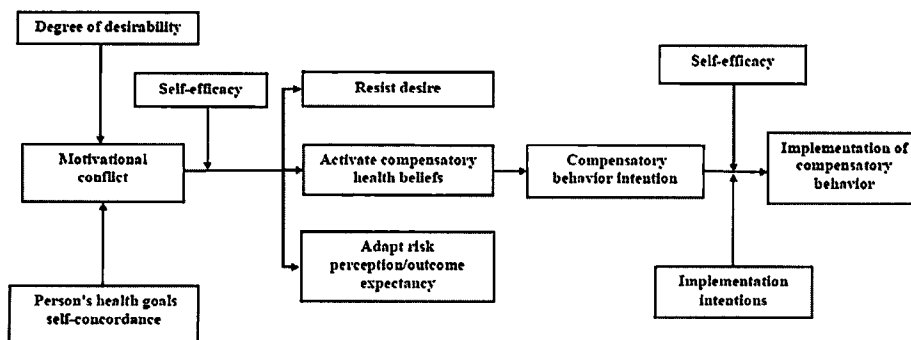 Degree of desirability
Self-efficacy
Self-efficacy
Resist desire
Motivational
conflict
Activate compensatory
health beliefs
Compensatory
behavior intention
Implementation of
compensatory
behavior
Adapt risk
perception/outcome
expectancy
Person's health goals
self-concordance
Implementation
intentions